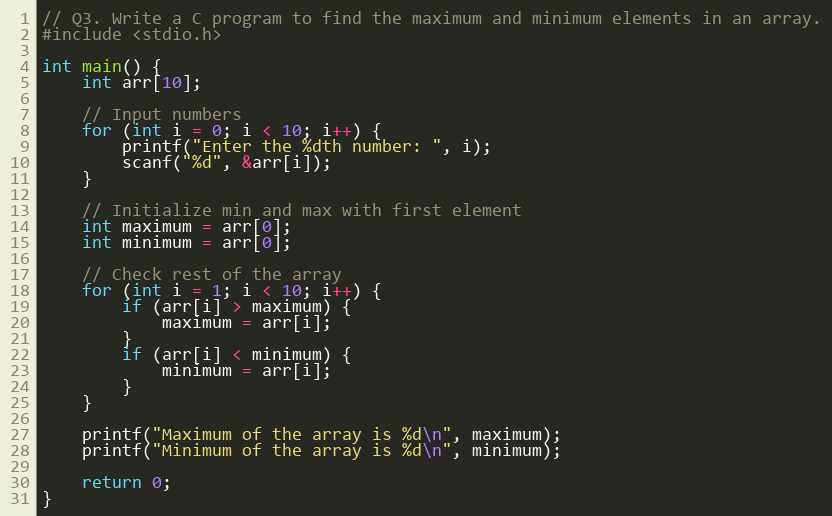 1 // Q3. Write a C program to find the maximum and minimum elements in an array.
2 #include <stdio.h>
3
4 int main() {
5     int arr[10];
6
7     // Input numbers
8     for (int i = 0; i < 10; i++) {
9         printf("Enter the %dth number: ", i);
10         scanf("%d", &arr[i]);
11     }
12
13     // Initialize min and max with first element
14     int maximum = arr[0];
15     int minimum = arr[0];
16
17     // Check rest of the array
18     for (int i = 1; i < 10; i++) {
19         if (arr[i] > maximum) {
20             maximum = arr[i];
21         }
22         if (arr[i] < minimum) {
23             minimum = arr[i];
24         }
25     }
26
27     printf("Maximum of the array is %d\n", maximum);
28     printf("Minimum of the array is %d\n", minimum);
29
30     return 0;
31 }